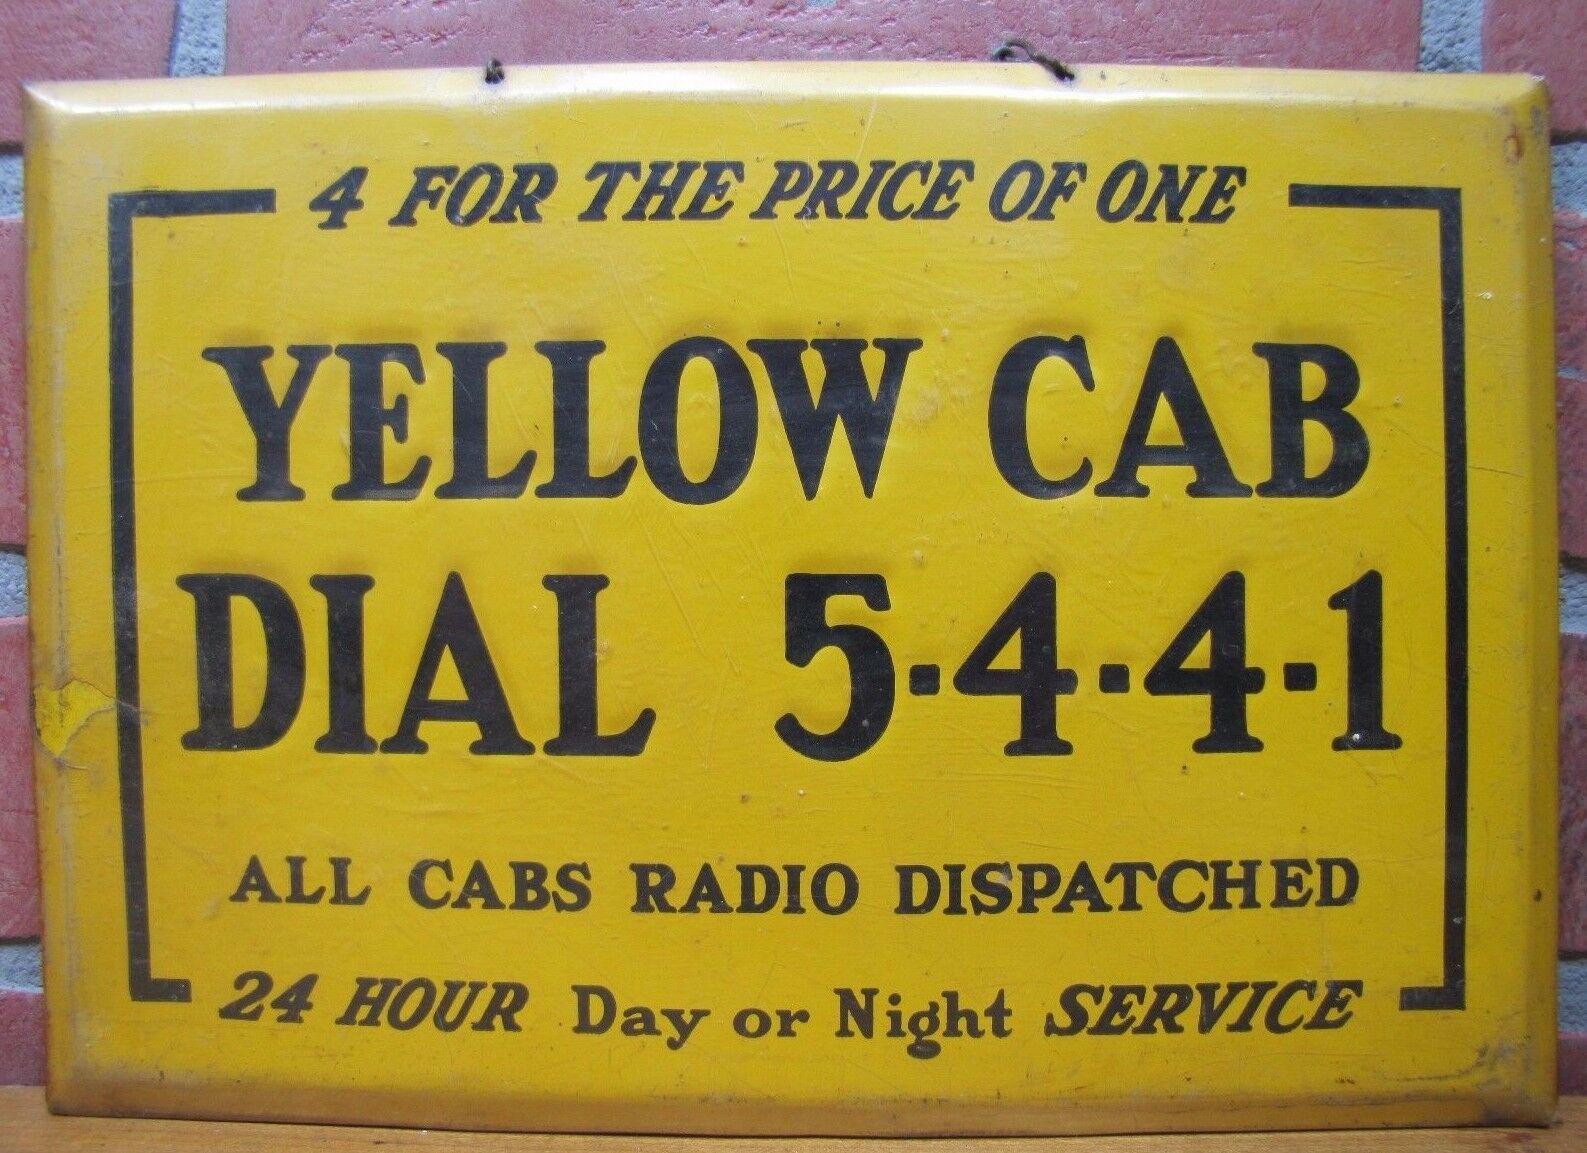 4 FOR THE PRICE OF ONE
YELLOW CAB
DIAL 5-4-4-1
ALL CABS RADIO DISPATCHED
24 HOUR Day or Night SERVICE